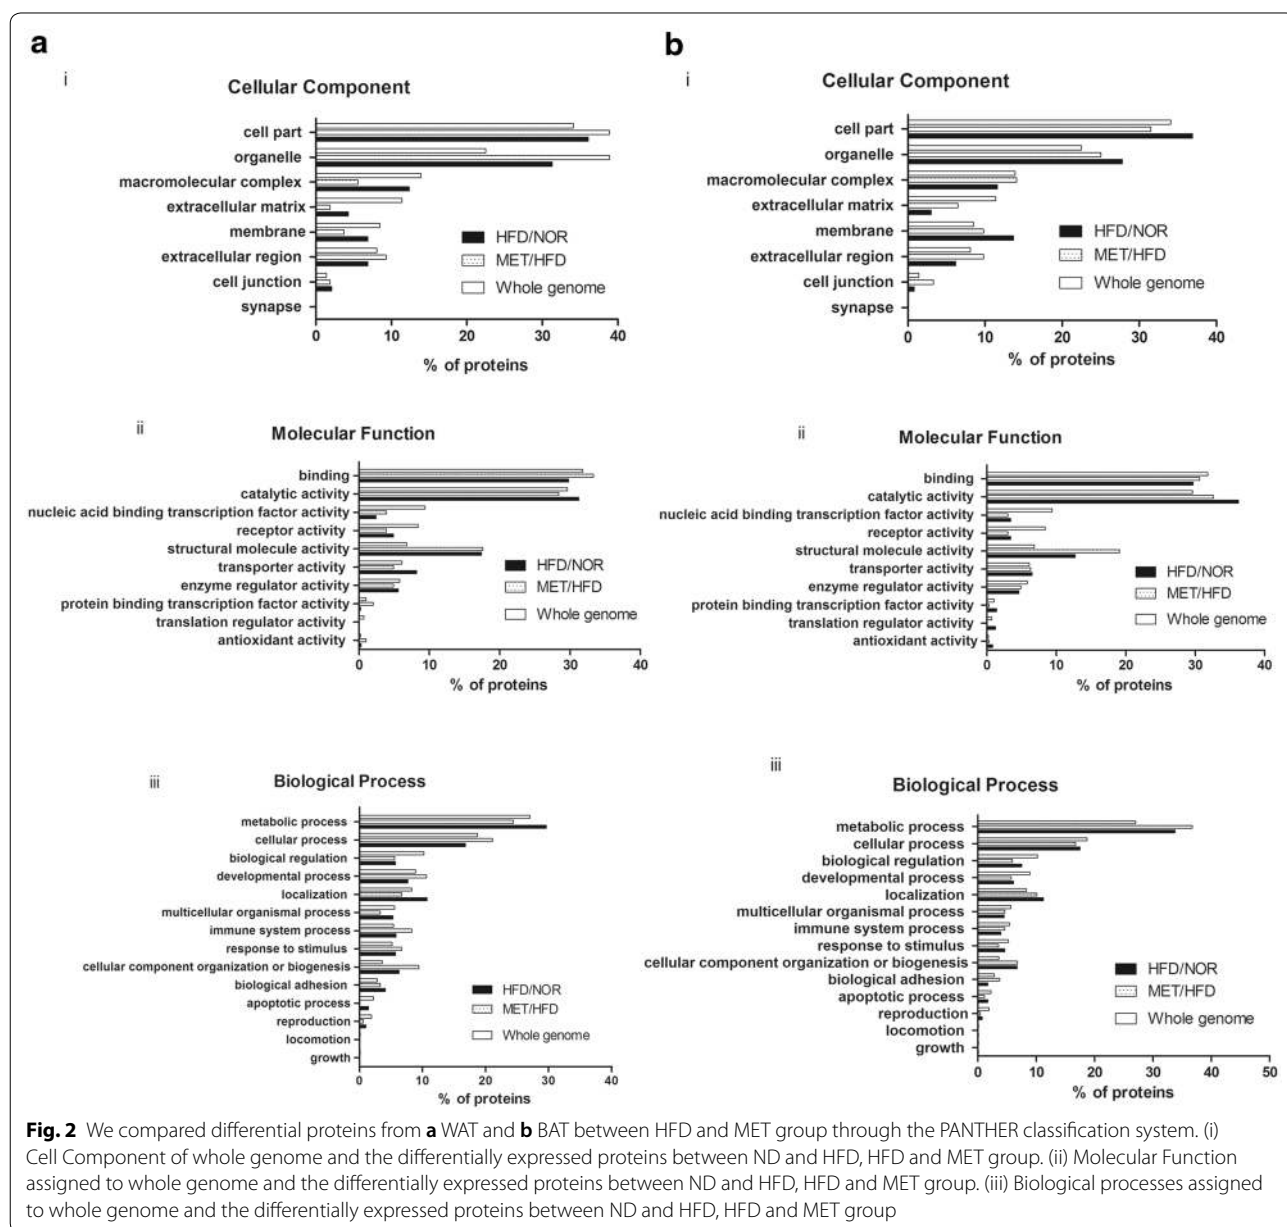 a
i
Cellular Component
cell part
organelle
macromolecular complex
extracellular matrix
membrane
extracellular region
cell junction
synapse
HFD/NOR
MET/HFD
Whole genome
0 10 20 30 40
% of proteins
ii
Molecular Function
binding
catalytic activity
nucleic acid binding transcription factor activity
receptor activity
structural molecule activity
transporter activity
enzyme regulator activity
protein binding transcription factor activity
translation regulator activity
antioxidant activity
HFD/NOR
MET/HFD
Whole genome
0 10 20 30 40
% of proteins
iii
Biological Process
metabolic process
cellular process
biological regulation
developmental process
localization
multicellular organismal process
immune system process
response to stimulus
cellular component organization or biogenesis
biological adhesion
apoptotic process
reproduction
locomotion
growth
HFD/NOR
MET/HFD
Whole genome
0 10 20 30 40
% of proteins
b
i
Cellular Component
cell part
organelle
macromolecular complex
extracellular matrix
membrane
extracellular region
cell junction
synapse
HFD/NOR
MET/HFD
Whole genome
0 10 20 30 40
% of proteins
ii
Molecular Function
binding
catalytic activity
nucleic acid binding transcription factor activity
receptor activity
structural molecule activity
transporter activity
enzyme regulator activity
protein binding transcription factor activity
translation regulator activity
antioxidant activity
HFD/NOR
MET/HFD
Whole genome
0 10 20 30 40
% of proteins
iii
Biological Process
metabolic process
cellular process
biological regulation
developmental process
localization
multicellular organismal process
immune system process
response to stimulus
cellular component organization or biogenesis
biological adhesion
apoptotic process
reproduction
locomotion
growth
HFD/NOR
MET/HFD
Whole genome
0 10 20 30 40 50
% of proteins
Fig. 2 We compared differential proteins from a WAT and b BAT between HFD and MET group through the PANTHER classification system. (i)
Cell Component of whole genome and the differentially expressed proteins between ND and HFD, HFD and MET group. (ii) Molecular Function
assigned to whole genome and the differentially expressed proteins between ND and HFD, HFD and MET group. (iii) Biological processes assigned
to whole genome and the differentially expressed proteins between ND and HFD, HFD and MET group